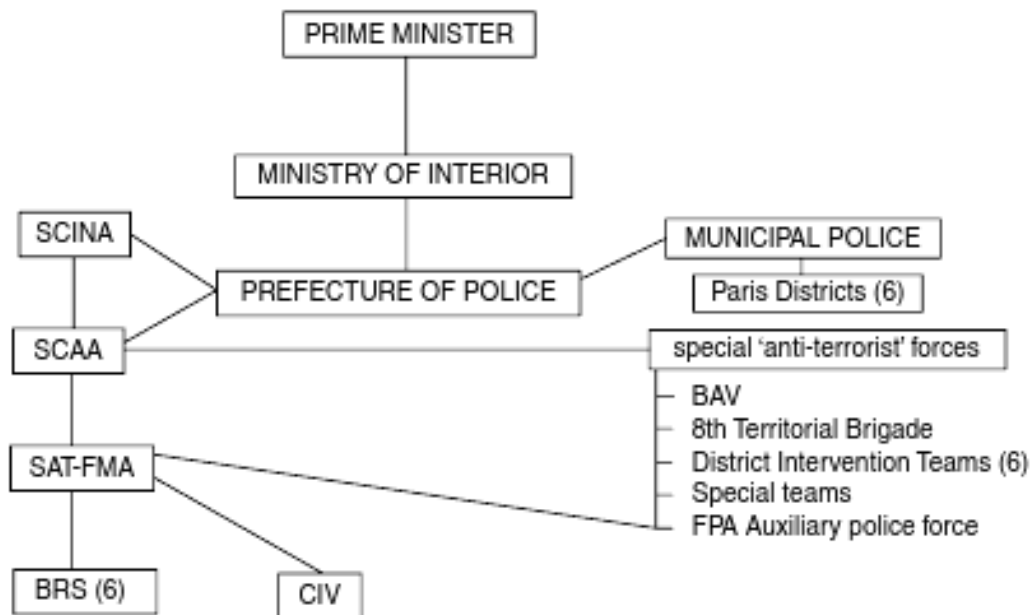 PRIME MINISTER
MINISTRY OF INTERIOR
SCINA
MUNICIPAL POLICE
PREFECTURE OF POLICE
Paris Districts (6)
SCAA
special ‘anti-terrorist’ forces
BAV
8th Territorial Brigade
District Intervention Teams (6)
Special teams
FPA Auxiliary police force
SAT-FMA
BRS (6)
CIV